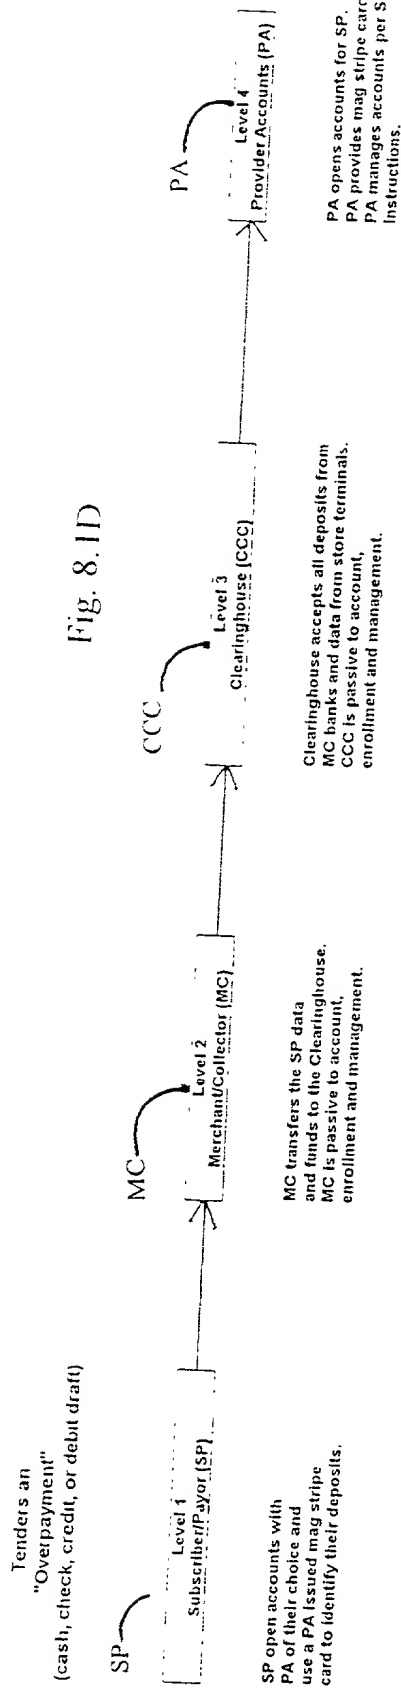 Fig. 8.1D
Tenders an
"Overpayment"
(cash, check, credit, or debit draft)
SP
Level 1
Subscriber/Payor (SP)
SP open accounts with
PA of their choice and
use a PA issued mag stripe
card to identify their deposits.
MC
Level 2
Merchant/Collector (MC)
MC transfers the SP data
and funds to the Clearinghouse.
MC is passive to account,
enrollment and management.
CCC
Level 3
Clearinghouse (CCC)
Clearinghouse accepts all deposits from
MC banks and data from store terminals.
CCC is passive to account,
enrollment and management.
PA
Level 4
Provider Accounts (PA)
PA opens accounts for SP.
PA provides mag stripe
PA manages accounts per
Instructions.